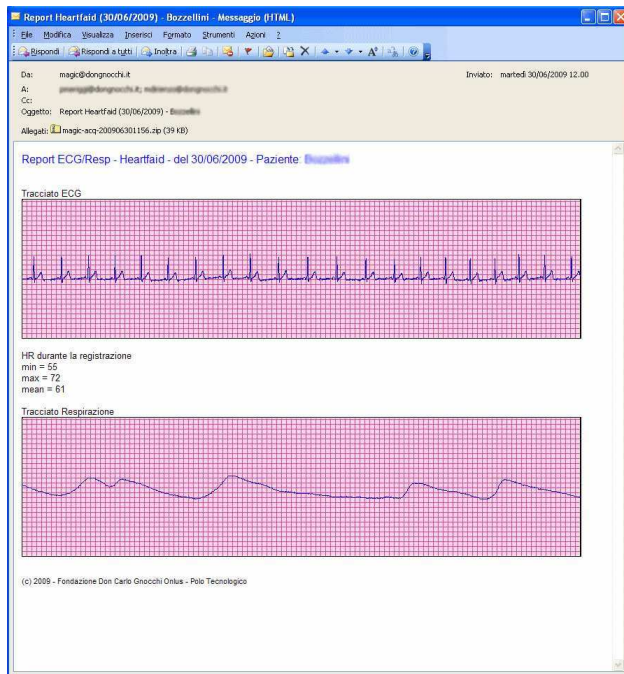 Report Heartfaid (30/06/2009) - Bozzellini - Messaggio (HTML)
File Modifica Visualizza Inserisci Formato Strumenti Azioni ?
Rispondi Rispondi a tutti Inoltra
Da: magic@dongnocchi.it Inviato: martedì 30/06/2009 12.00
A:
Cc:
Oggetto: Report Heartfaid (30/06/2009) -
Allegati: magic-acq-200906301156.zip (39 KB)
Report ECG/Resp - Heartfaid - del 30/06/2009 - Paziente:
Tracciato ECG
HR durante la registrazione
min = 55
max = 72
mean = 61
Tracciato Respirazione
(c) 2009 - Fondazione Don Carlo Gnocchi Onlus - Polo Tecnologico